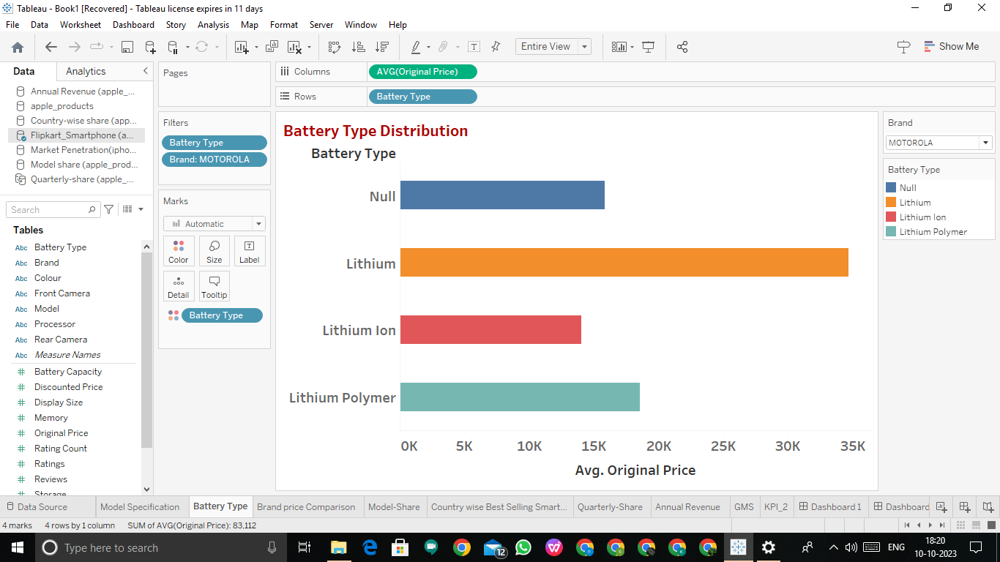 Tableau - Book1 [Recovered] - Tableau license expires in 11 days
File Data Worksheet Dashboard Story Analysis Map Format Server Window Help
Entire View
Show Me
Data Analytics
Annual Revenue (apple_...
apple_products
Country-wise share (app...
Flipkart_Smartphone (a...
Market Penetration(ipho...
Model share (apple_prod...
Quarterly-share (apple_...
Search
Tables
Abc Battery Type
Abc Brand
Abc Colour
Abc Front Camera
Abc Model
Abc Processor
Abc Rear Camera
Abc Measure Names
# Battery Capacity
# Discounted Price
# Display Size
# Memory
# Original Price
# Rating Count
# Ratings
# Reviews
# Storage
Pages
Filters
Battery Type
Brand: MOTOROLA
Marks
Automatic
Color Size Label
Detail Tooltip
Battery Type
Columns AVG(Original Price)
Rows Battery Type
Battery Type Distribution
Battery Type
Null
Lithium
Lithium Ion
Lithium Polymer
0K 5K 10K 15K 20K 25K 30K 35K
Avg. Original Price
Brand
MOTOROLA
Battery Type
Null
Lithium
Lithium Ion
Lithium Polymer
Data Source Model Specification Battery Type Brand price Comparison Model-Share Country wise Best Selling Smart... Quarterly-Share Annual Revenue GMS KPI_2 Dashboard 1 Dashboard
4 marks 4 rows by 1 column SUM of AVG(Original Price): 83,112
Type here to search
12
ENG
18:20
10-10-2023